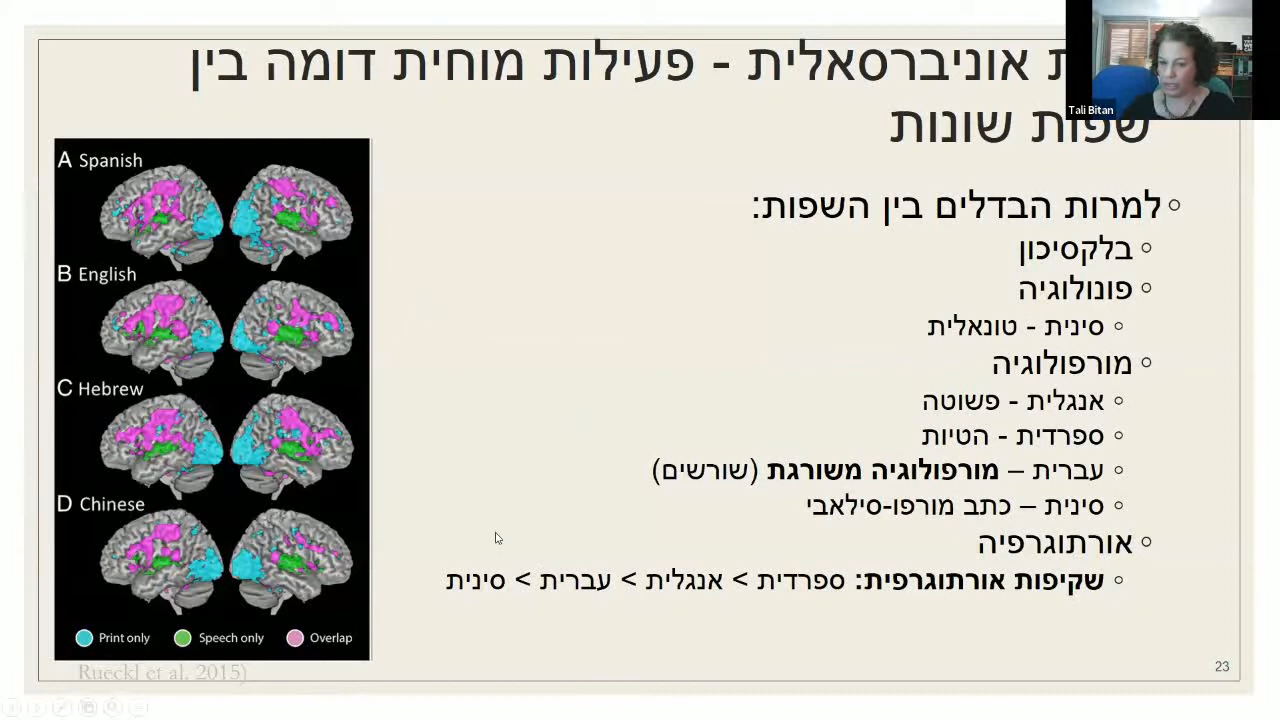 ת אוניברסאלית - פעילות מוחית דומה בין
שפות שונות
Tali Bitan
למרות הבדלים בין השפות:
בלקסיכון
פונולוגיה
סינית - טונאלית
מורפולוגיה
אנגלית - פשוטה
ספרדית - הטיות
עברית – מורפולוגיה משורגת (שורשים)
סינית – כתב מורפו-סילאבי
אורתוגרפיה
שקיפות אורתוגרפית: ספרדית > אנגלית > עברית > סינית
A Spanish
B English
C Hebrew
D Chinese
Print only Speech only Overlap
Rueckl et al. 2015)
23